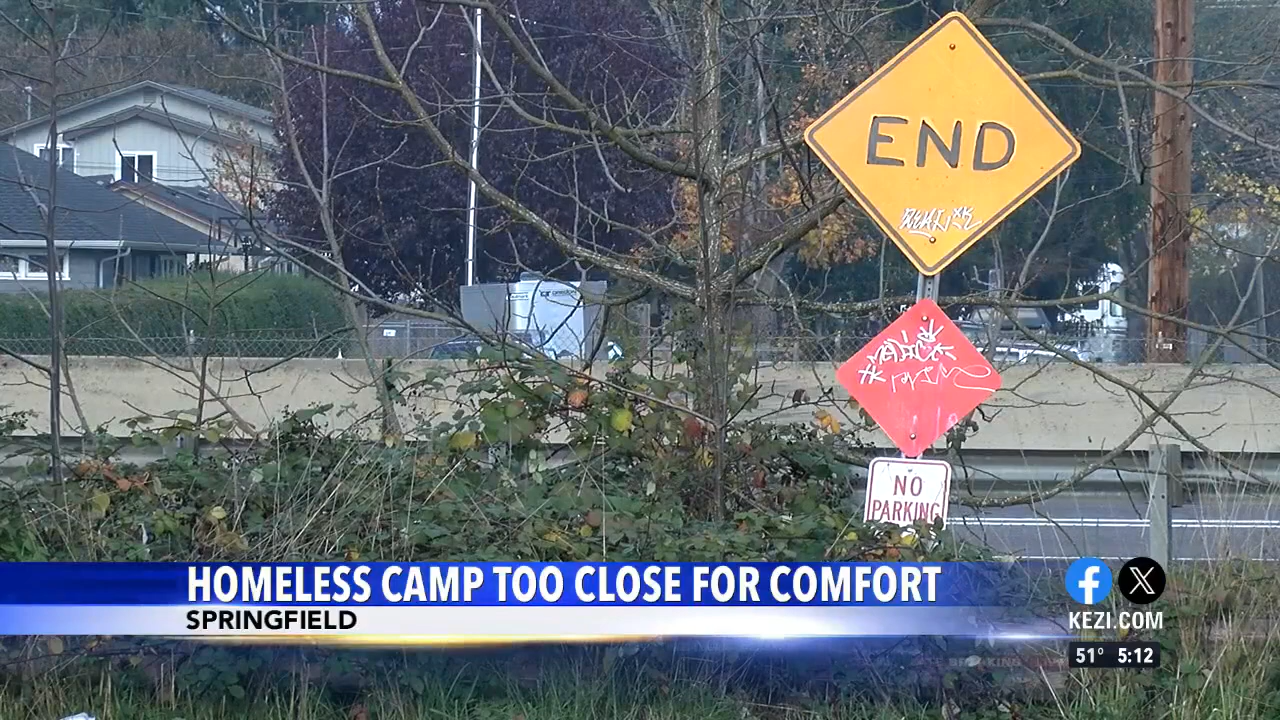 END
NO
PARKING
HOMELESS CAMP TOO CLOSE FOR COMFORT
SPRINGFIELD
KEZI.COM
51° 5:12